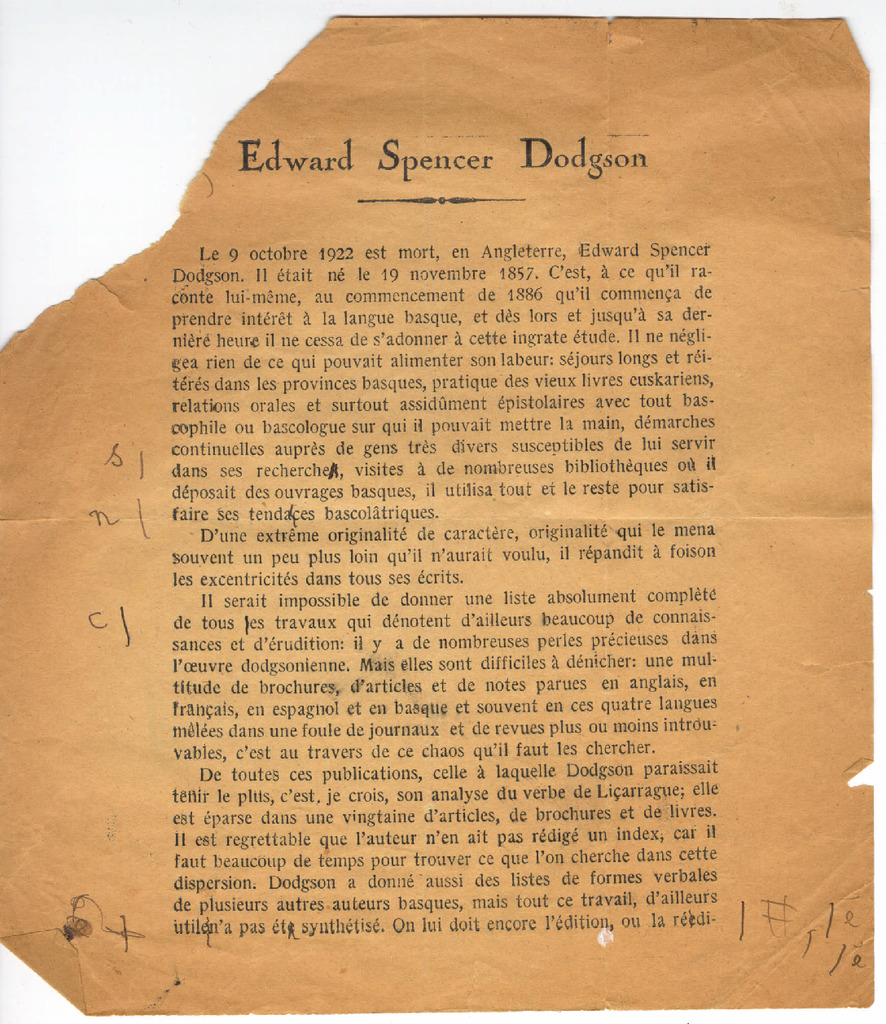 Edward Spencer Dodgson
Le 9 octobre 1922 est mort, en Angleterre, Edward Spencer
Dodgson. Il était né le 19 novembre 1857. C'est, à ce qu'il ra-
conte lui-même, au commencement de 1886 qu'il commença de
prendre intérêt à la langue basque, et dès lors et jusqu'à sa der-
nière heure il ne cessa de s'adonner à cette ingrate étude. Il ne négli-
gea rien de ce qui pouvait alimenter son labeur: séjours longs et réi-
térés dans les provinces basques, pratique des vieux livres euskariens,
relations orales et surtout assidûment épistolaires avec tout bas-
cophile ou bascologue sur qui il pouvait mettre la main, démarches
continuelles auprès de gens très divers susceptibles de lui servir
s| dans ses recherche, visites à de nombreuses bibliothèques où il
déposait des ouvrages basques, il utilisa tout et le reste pour satis-
n| faire ses tendaces bascolâtriques.
D'une extrême originalité de caractère, originalité qui le mena
souvent un peu plus loin qu'il n'aurait voulu, il répandit à foison
les excentricités dans tous ses écrits.
Il serait impossible de donner une liste absolument complète
c| de tous les travaux qui dénotent d'ailleurs beaucoup de connais-
sances et d'érudition: il y a de nombreuses perles précieuses dans
l'œuvre dodgsonienne. Mais elles sont difficiles à dénicher: une mul-
titude de brochures, d'articles et de notes parues en anglais, en
français, en espagnol et en basque et souvent en ces quatre langues
mêlées dans une foule de journaux et de revues plus ou moins introu-
vables, c'est au travers de ce chaos qu'il faut les chercher.
De toutes ces publications, celle à laquelle Dodgson paraissait
tenir le plus, c'est, je crois, son analyse du verbe de Liçarrague; elle
est éparse dans une vingtaine d'articles, de brochures et de livres.
Il est regrettable que l'auteur n'en ait pas rédigé un index, car il
faut beaucoup de temps pour trouver ce que l'on cherche dans cette
dispersion. Dodgson a donné aussi des listes de formes verbales
de plusieurs autres auteurs basques, mais tout ce travail, d'ailleurs
utile n'a pas été synthétisé. On lui doit encore l'édition, ou la réédi- |#, /é
/é